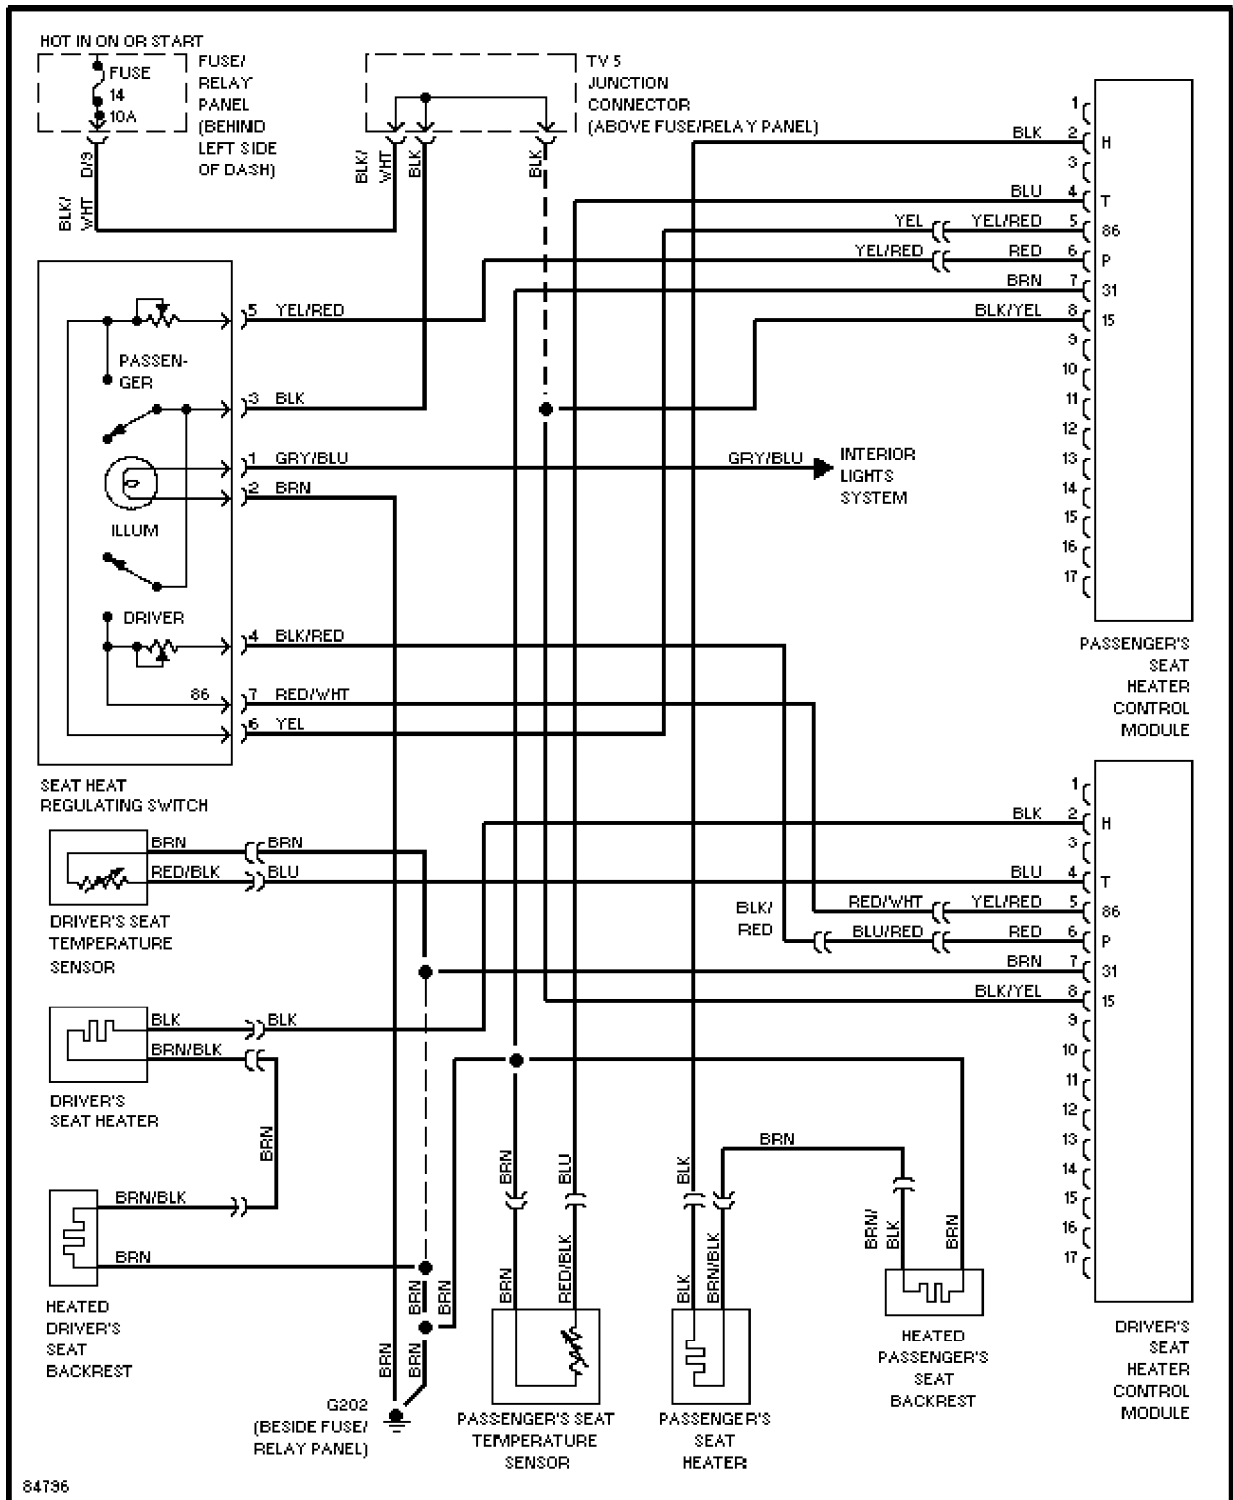 HOT IN ON OR START
FUSE
14
10A
FUSE/
RELAY
PANEL
(BEHIND
LEFT SIDE
OF DASH)
TV 5
JUNCTION
CONNECTOR
(ABOVE FUSE/RELAY PANEL)
D/9
BLK/
WHT
BLK/
WHT
BLK
BLK
1
BLK 2 H
3
BLU 4 T
YEL YEL/RED 5 86
YEL/RED RED 6 P
BRN 7 31
BLK/YEL 8 15
9
10
11
12
13
14
15
16
17
PASSENGER'S
SEAT
HEATER
CONTROL
MODULE
5 YEL/RED
PASSEN-
GER
3 BLK
1 GRY/BLU
GRY/BLU
INTERIOR
LIGHTS
SYSTEM
2 BRN
ILLUM
DRIVER
4 BLK/RED
86 7 RED/WHT
6 YEL
SEAT HEAT
REGULATING SWITCH
1
BLK 2 H
3
BLU 4 T
RED/WHT YEL/RED 5 86
BLK/
RED
BLU/RED RED 6 P
BRN 7 31
BLK/YEL 8 15
9
10
11
12
13
14
15
16
17
DRIVER'S
SEAT
HEATER
CONTROL
MODULE
BRN BRN
RED/BLK BLU
DRIVER'S SEAT
TEMPERATURE
SENSOR
BLK BLK
BRN/BLK
DRIVER'S
SEAT HEATER
BRN
BRN/BLK
BRN
HEATED
DRIVER'S
SEAT
BACKREST
BRN
BRN
BRN
BRN
G202
(BESIDE FUSE/
RELAY PANEL)
BRN
BLU
BRN
RED/BLK
PASSENGER'S SEAT
TEMPERATURE
SENSOR
BLK
BRN
BLK
BRN/BLK
PASSENGER'S
SEAT
HEATER
BRN/
BLK
BRN
HEATED
PASSENGER'S
SEAT
BACKREST
84796